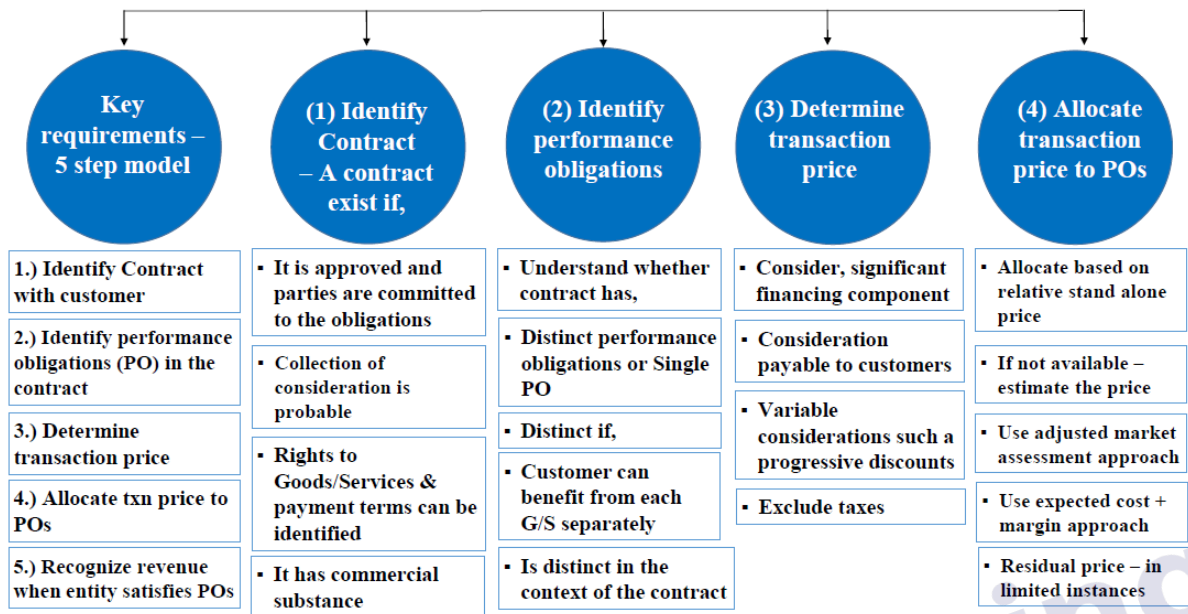 Key
requirements –
5 step model
1.) Identify Contract
with customer
2.) Identify performance
obligations (PO) in the
contract
3.) Determine
transaction price
4.) Allocate txn price to
POs
5.) Recognize revenue
when entity satisfies POs
(1) Identify
Contract
– A contract
exist if,
▪ It is approved and
parties are committed
to the obligations
▪ Collection of
consideration is
probable
▪ Rights to
Goods/Services &
payment terms can be
identified
▪ It has commercial
substance
(2) Identify
performance
obligations
▪ Understand whether
contract has,
▪ Distinct performance
obligations or Single
PO
▪ Distinct if,
▪ Customer can
benefit from each
G/S separately
▪ Is distinct in the
context of the contract
(3) Determine
transaction
price
▪ Consider, significant
financing component
▪ Consideration
payable to customers
▪ Variable
considerations such a
progressive discounts
▪ Exclude taxes
(4) Allocate
transaction
price to POs
▪ Allocate based on
relative stand alone
price
▪ If not available –
estimate the price
▪ Use adjusted market
assessment approach
▪ Use expected cost +
margin approach
▪ Residual price – in
limited instances